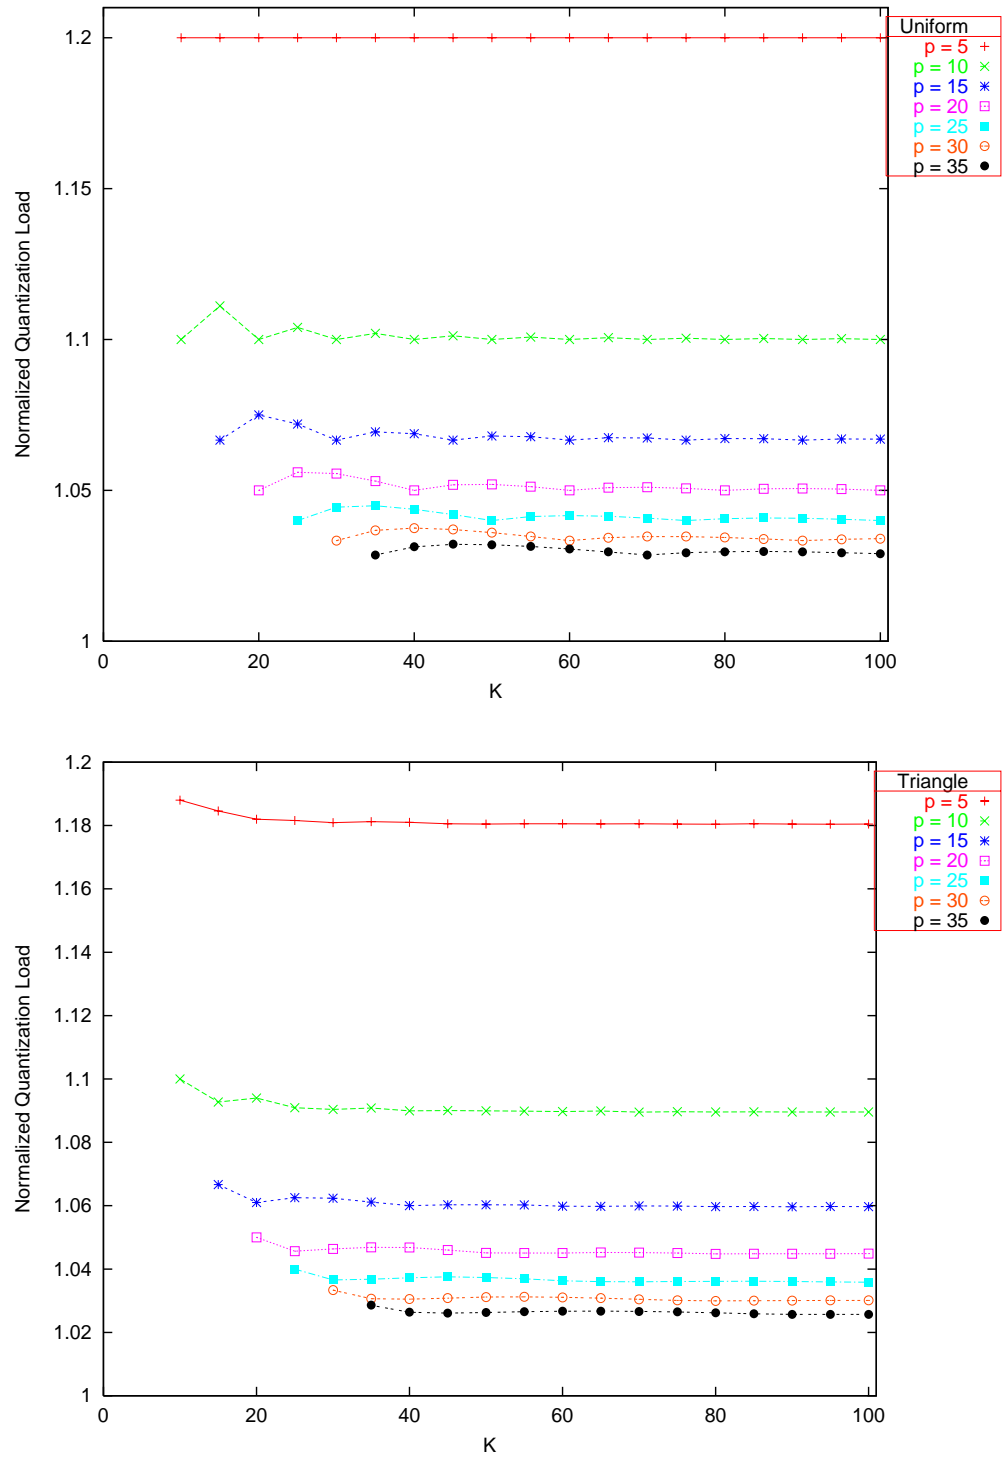 Uniform
p = 5
p = 10
p = 15
p = 20
p = 25
p = 30
p = 35
1.2
1.15
1.1
1.05
1
Normalized Quantization Load
0 20 40 60 80 100
K
Triangle
p = 5
p = 10
p = 15
p = 20
p = 25
p = 30
p = 35
1.2
1.18
1.16
1.14
1.12
1.1
1.08
1.06
1.04
1.02
1
Normalized Quantization Load
0 20 40 60 80 100
K